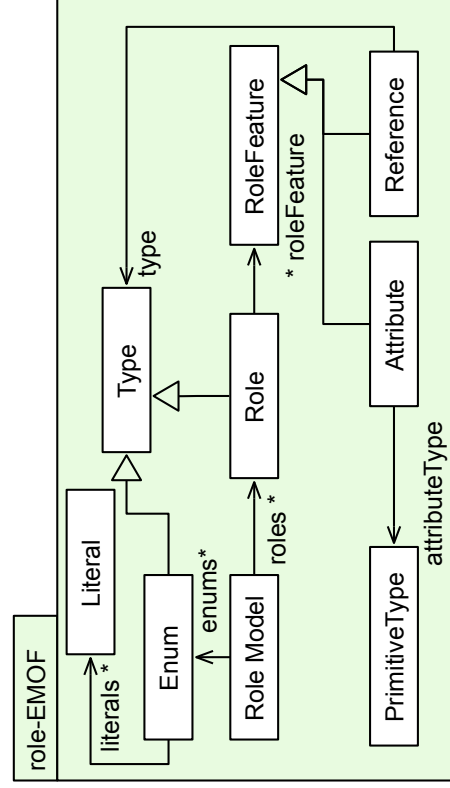 role-EMOF
Literal
literals *
Type
type
Enum
enums*
Role Model
roles *
Role
RoleFeature
* roleFeature
PrimitiveType
attributeType
Attribute
Reference